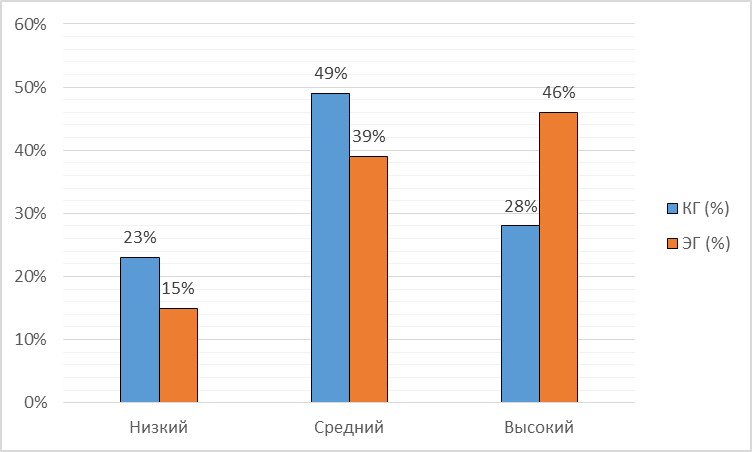 60%
50%
40%
30%
20%
10%
0%
23%
15%
49%
39%
28%
46%
Низкий
Средний
Высокий
КГ (%)
ЭГ (%)